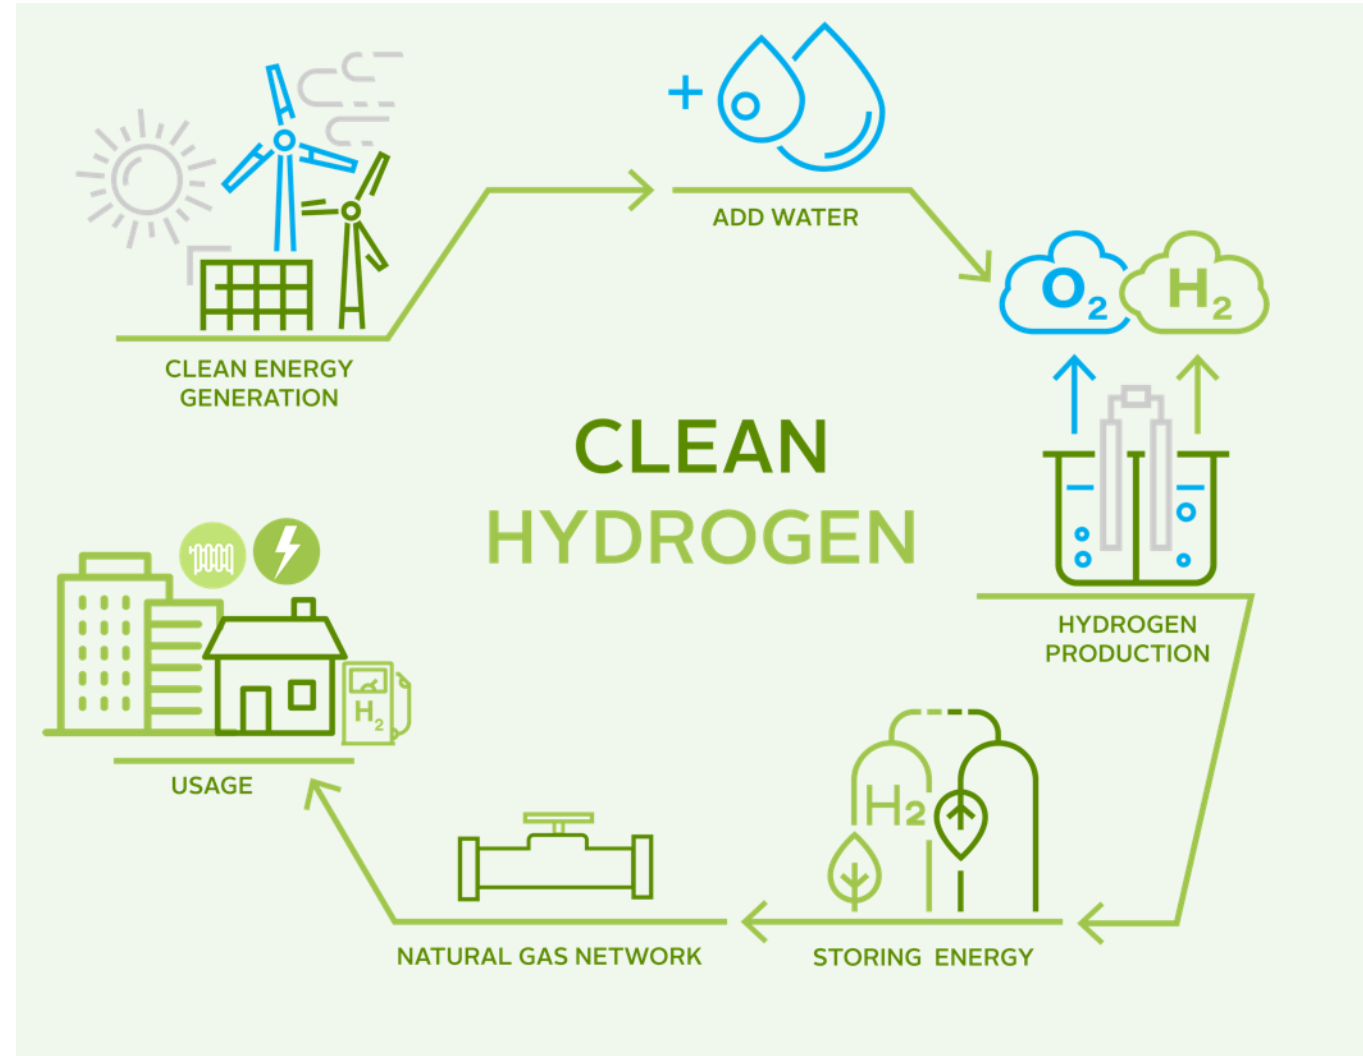 +
ADD WATER
O₂
H₂
CLEAN ENERGY
GENERATION
CLEAN
HYDROGEN
HYDROGEN
PRODUCTION
H₂
USAGE
H₂
NATURAL GAS NETWORK
STORING ENERGY